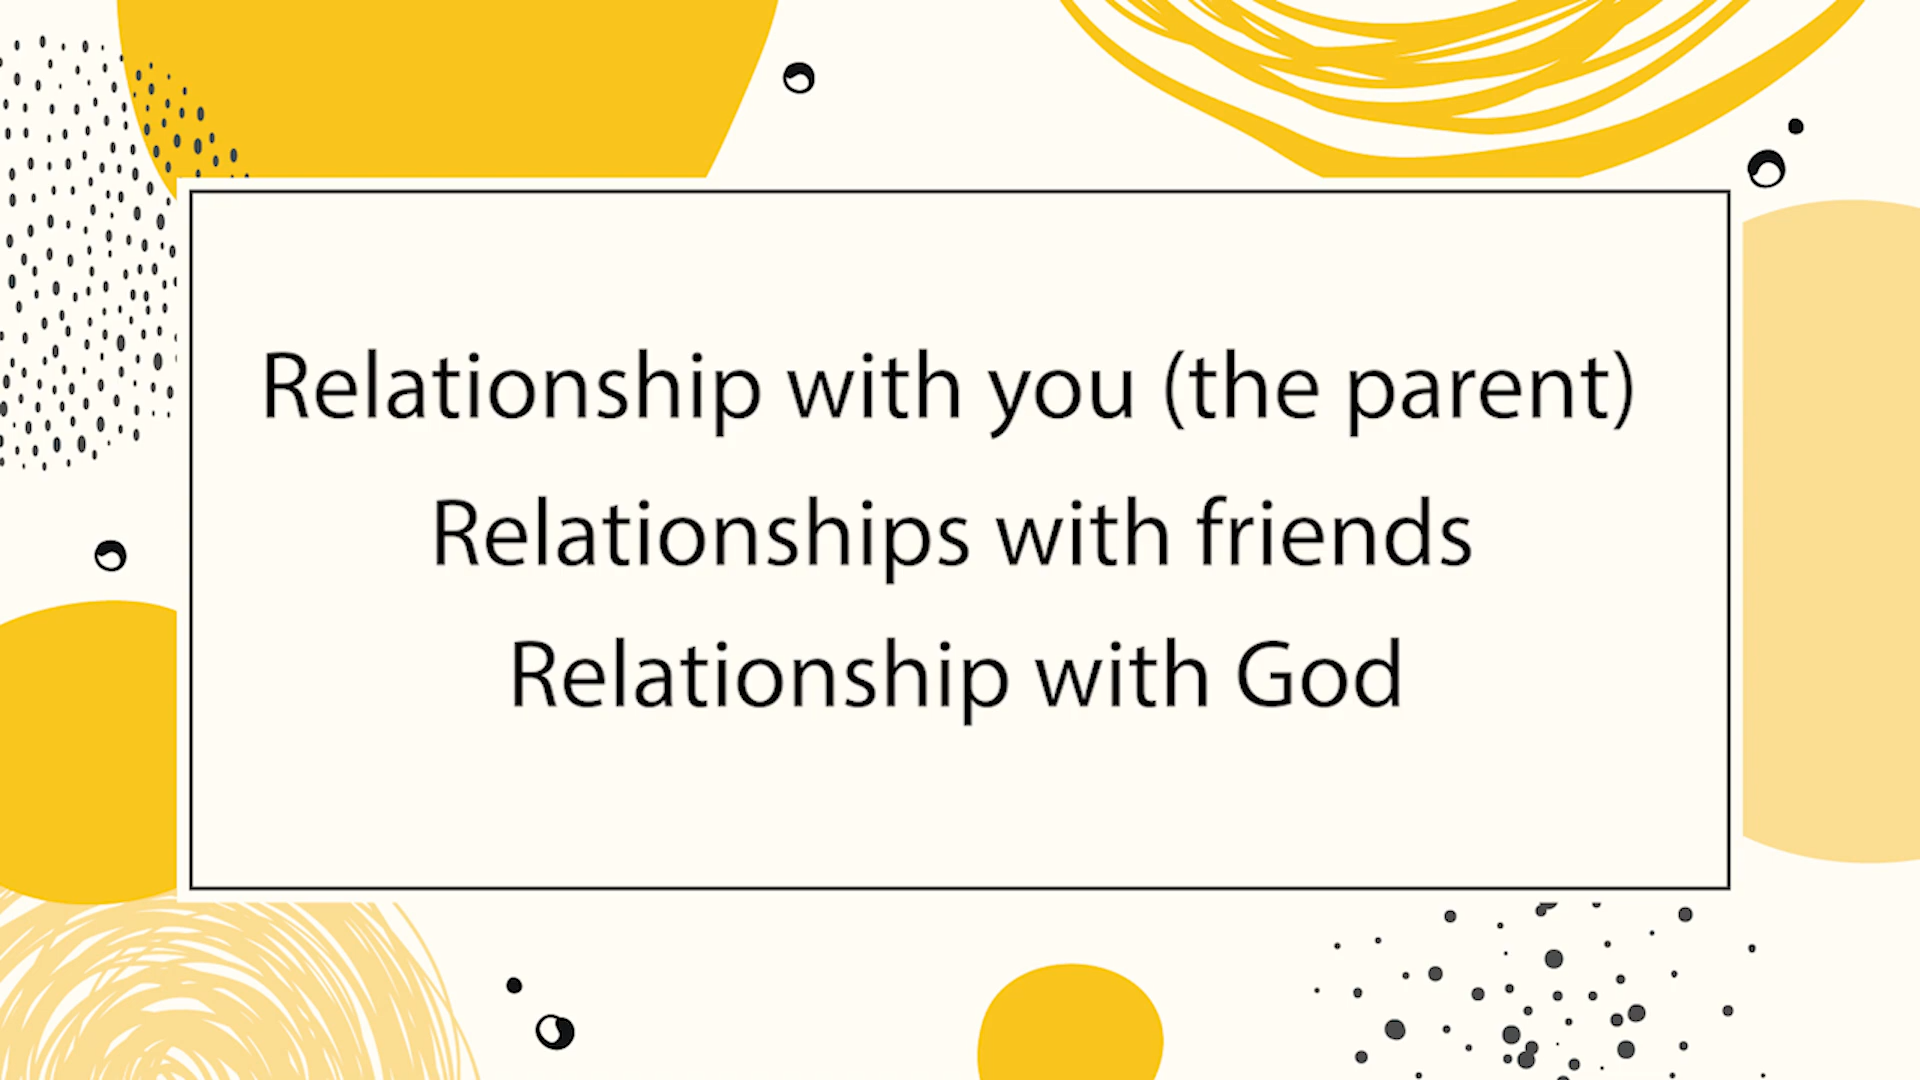 Relationship with you (the parent)
Relationships with friends
Relationship with God